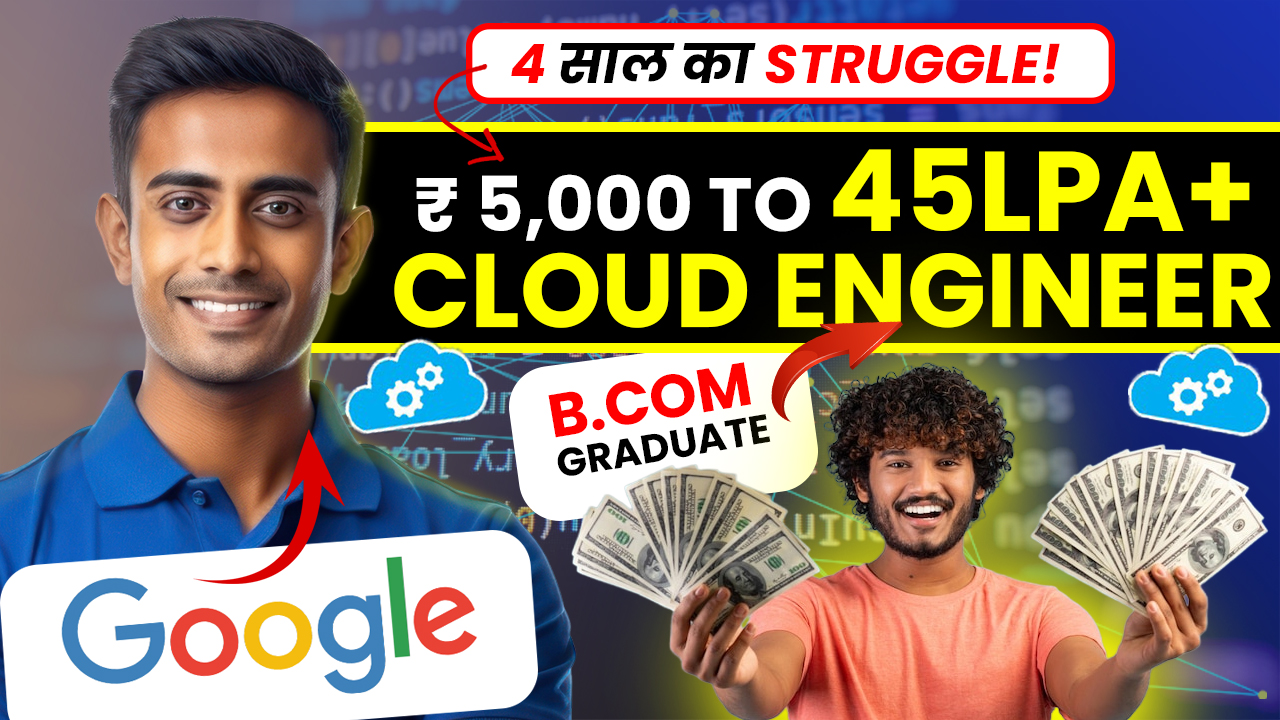 4 साल का STRUGGLE!
₹ 5,000 TO 45LPA+
CLOUD ENGINEER
B.COM
GRADUATE
Google